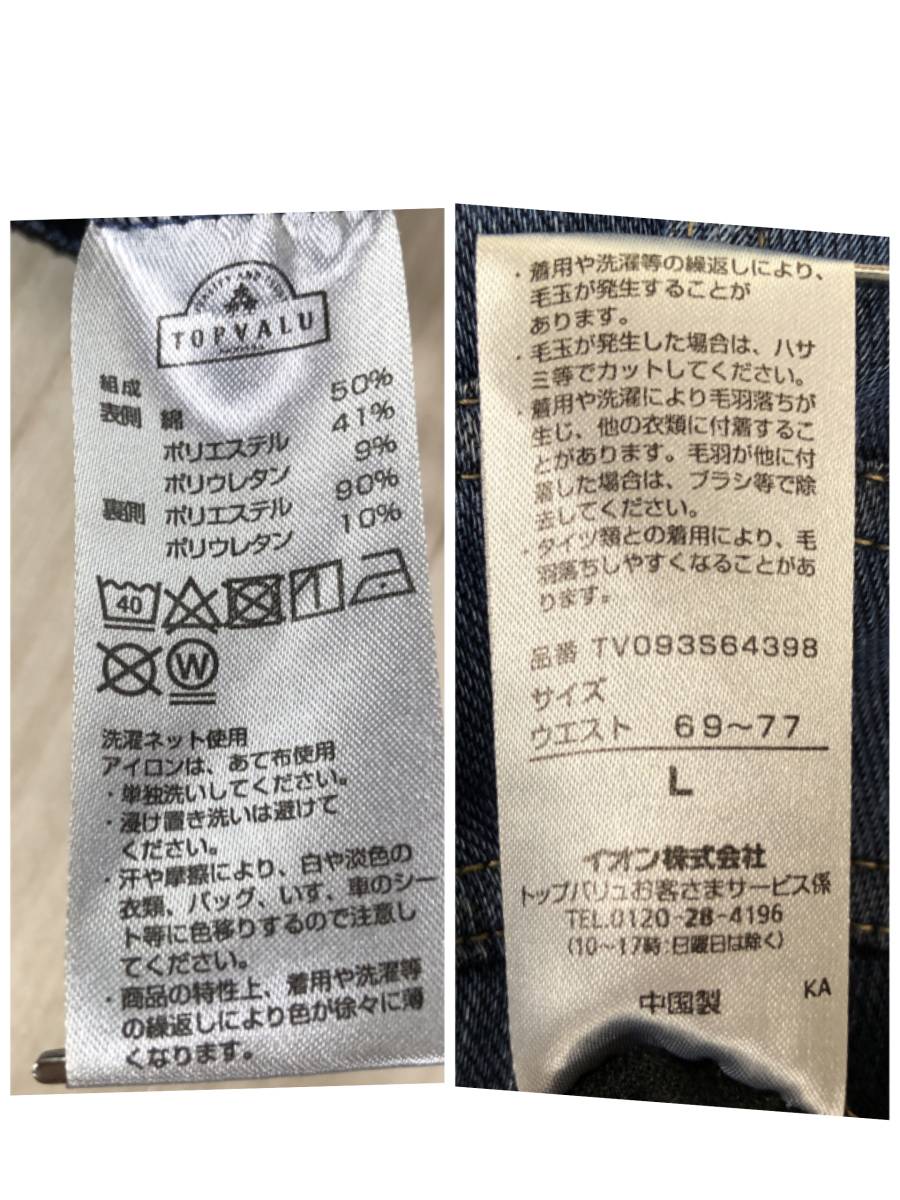 TOPVALU
組成
表側 綿 50%
ポリエステル 41%
ポリウレタン 9%
裏側 ポリエステル 90%
ポリウレタン 10%
40
W
洗濯ネット使用
アイロンは、あて布使用
・単独洗いしてください。
・浸け置き洗いは避けて
ください。
・汗や摩擦により、白や淡色の
衣類、バッグ、いす、車のシー
ト等に色移りするので注意し
てください。
・商品の特性上、着用や洗濯等
の繰返しにより色が徐々に薄
くなります。
・着用や洗濯等の繰返しにより、
毛玉が発生することが
あります。
・毛玉が発生した場合は、ハサ
ミ等でカットしてください。
・着用や洗濯により毛羽落ちが
生じ、他の衣類に付着するこ
とがあります。毛羽が他に付
着した場合は、ブラシ等で除
去してください。
・タイツ類との着用により、毛
羽落ちしやすくなることがあ
ります。
品番 TV093S64398
サイズ
ウエスト 69～77
L
イオン株式会社
トップバリュお客さまサービス係
TEL.0120-28-4196
(10～17時:日曜日は除く)
中国製 KA